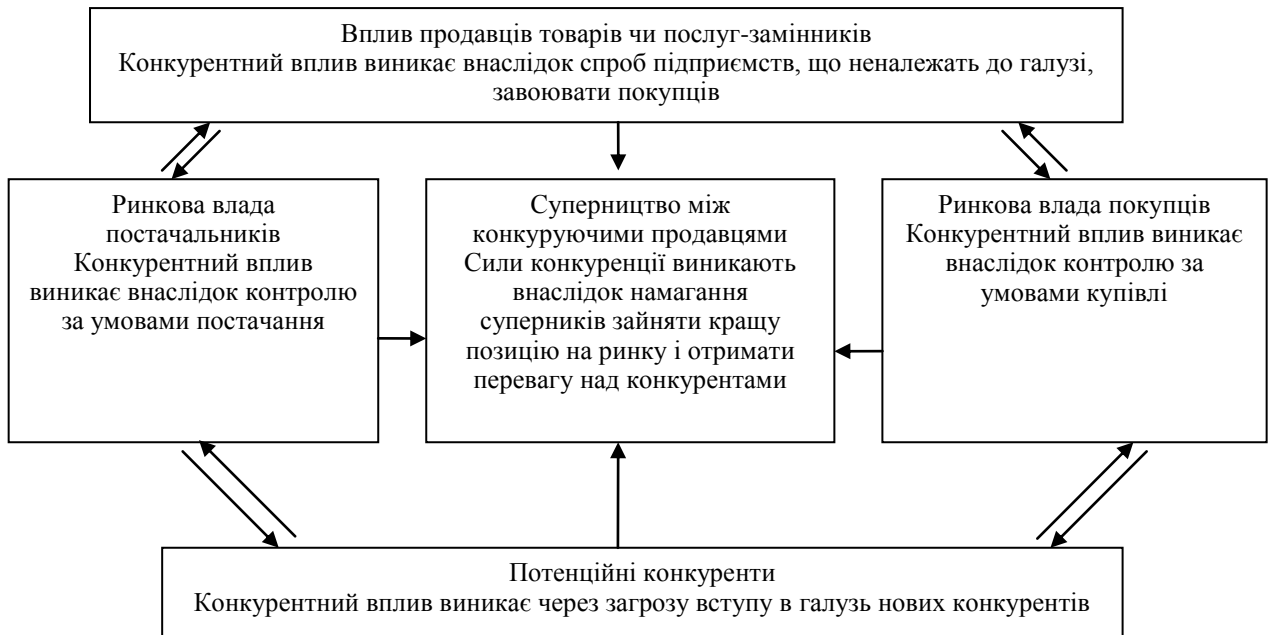 Вплив продавців товарів чи послуг-замінників
Конкурентний вплив виникає внаслідок спроб підприємств, що неналежать до галузі,
завоювати покупців
Ринкова влада
постачальників
Конкурентний вплив
виникає внаслідок контролю
за умовами постачання
Суперництво між
конкуруючими продавцями
Сили конкуренції виникають
внаслідок намагання
суперників зайняти кращу
позицію на ринку і отримати
перевагу над конкурентами
Ринкова влада покупців
Конкурентний вплив виникає
внаслідок контролю за
умовами купівлі
Потенційні конкуренти
Конкурентний вплив виникає через загрозу вступу в галузь нових конкурентів